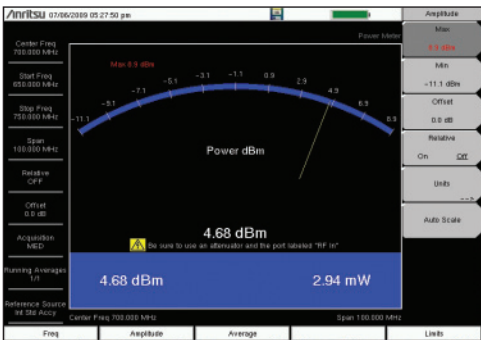 Anritsu 07/06/2009 05:27:50 pm
Power Meter
Center Freq
700.000 MHz
Start Freq
650.000 MHz
Stop Freq
750.000 MHz
Span
100.000 MHz
Relative
OFF
Offset
0.0 dB
Acquisition
MED
Running Averages
1/1
Reference Source
Int Std Accy
Max 8.9 dBm
-11.1
-9.1
-7.1
-5.1
-3.1
-1.1
0.9
2.9
4.9
6.9
8.9
Power dBm
4.68 dBm
Be sure to use an attenuator and the port labeled "RF In"
4.68 dBm
2.94 mW
Center Freq 700.000 MHz
Span 100.000 MHz
Amplitude
Max
8.9 dBm
Min
-11.1 dBm
Offset
0.0 dB
Relative
On Off
Units
-->
Auto Scale
Freq
Amplitude
Average
Limits